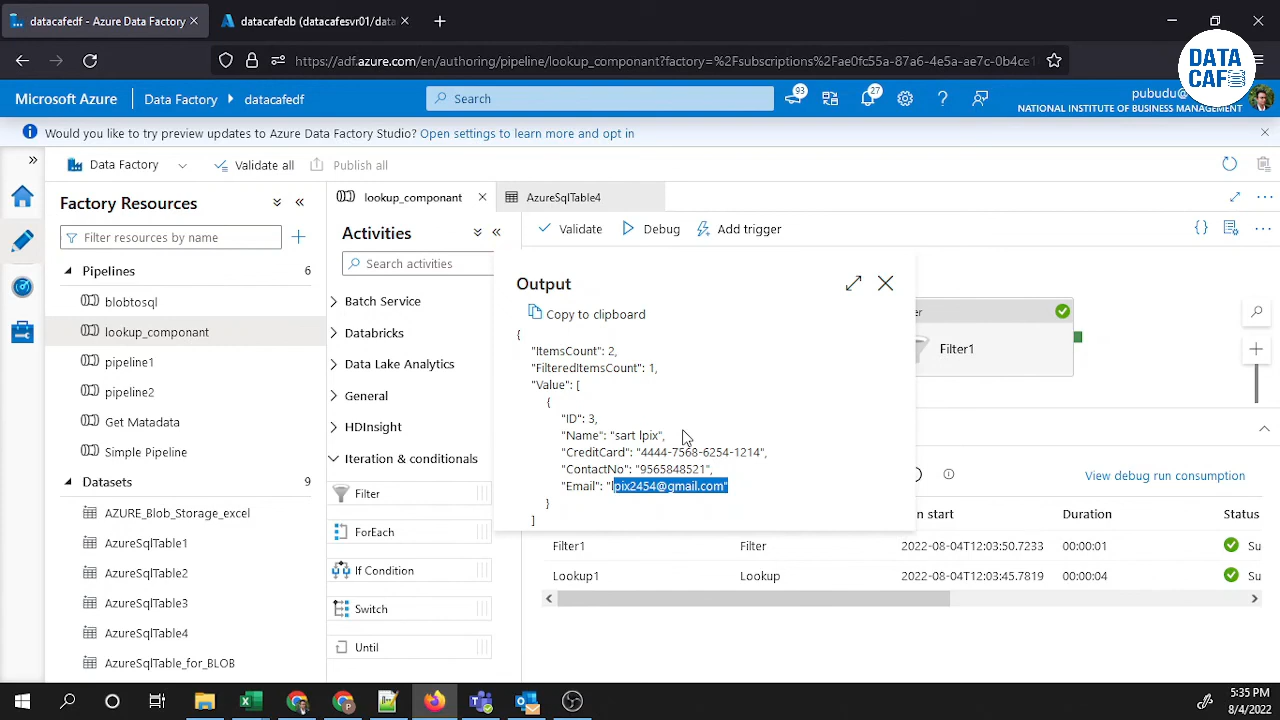 datacafedf - Azure Data Factory
datacafedb (datacafesvr01/data
https://adf.azure.com/en/authoring/pipeline/lookup_componant?factory=%2Fsubscriptions%2Fae0fc55a-87a6-4e5a-ae7c-0b4ce1
DATA
CAFE
Microsoft Azure
Data Factory
datacafedf
Search
93
27
pubudu@
NATIONAL INSTITUTE OF BUSINESS MANAGEMENT
Would you like to try preview updates to Azure Data Factory Studio? Open settings to learn more and opt in
Data Factory
Validate all
Publish all
Factory Resources
Filter resources by name
Pipelines 6
blobtosql
lookup_componant
pipeline1
pipeline2
Get Matadata
Simple Pipeline
Datasets 9
AZURE_Blob_Storage_excel
AzureSqlTable1
AzureSqlTable2
AzureSqlTable3
AzureSqlTable4
AzureSqlTable_for_BLOB
lookup_componant
AzureSqlTable4
Activities
Search activities
Batch Service
Databricks
Data Lake Analytics
General
HDInsight
Iteration & conditionals
Filter
ForEach
If Condition
Switch
Until
Validate
Debug
Add trigger
Output
Copy to clipboard
{
"ItemsCount": 2,
"FilteredItemsCount": 1,
"Value": [
{
"ID": 3,
"Name": "sart lpix",
"CreditCard": "4444-7568-6254-1214",
"ContactNo": "9565848521",
"Email": "lpix2454@gmail.com"
}
]
er
Filter1
View debug run consumption
n start
Duration
Status
Filter1 Filter 2022-08-04T12:03:50.7233 00:00:01 Su
Lookup1 Lookup 2022-08-04T12:03:45.7819 00:00:04 Su
5:35 PM
8/4/2022